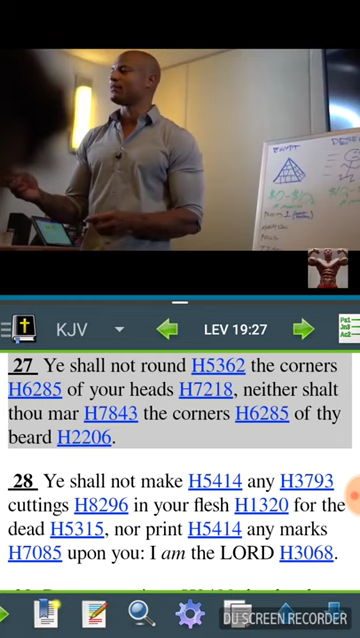 EGYPT
KJV
LEV 19:27
27 Ye shall not round H5362 the corners
H6285 of your heads H7218, neither shalt
thou mar H7843 the corners H6285 of thy
beard H2206.
28 Ye shall not make H5414 any H3793
cuttings H8296 in your flesh H1320 for the
dead H5315, nor print H5414 any marks
H7085 upon you: I am the LORD H3068.
DU SCREEN RECORDER